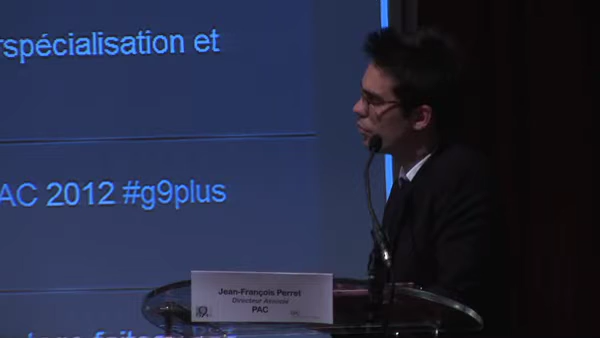 rspécialisation et
AC 2012 #g9plus
Jean-François Perret
Directeur Associé
PAC